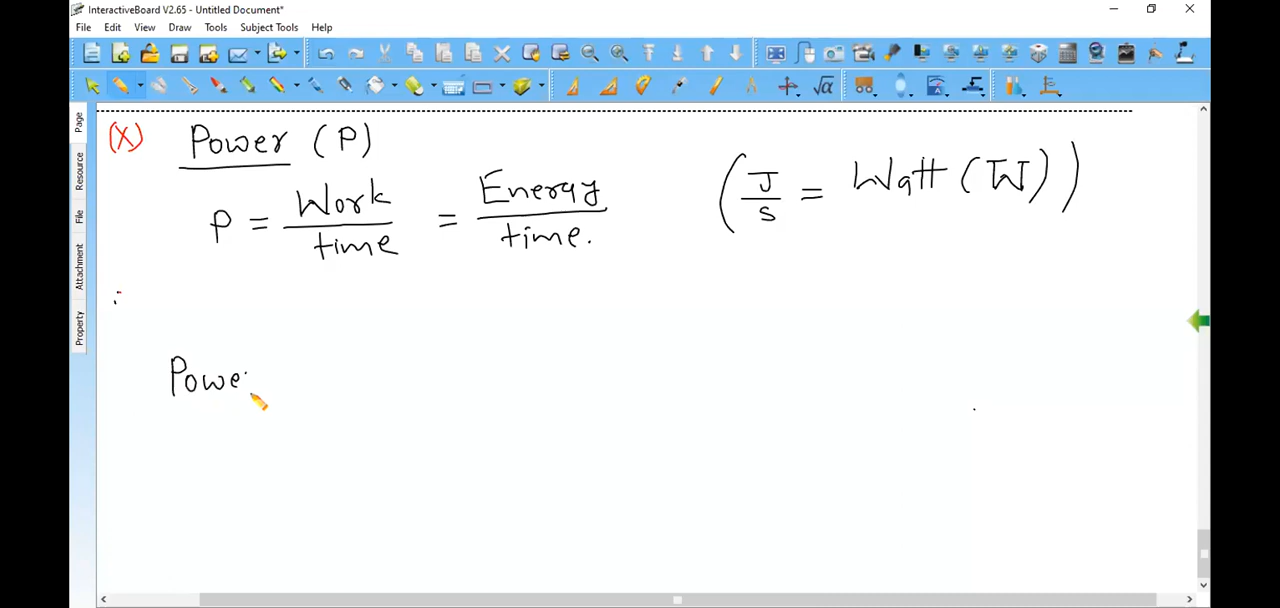 InteractiveBoard V2.65 - Untitled Document*
File Edit View Draw Tools Subject Tools Help
Page
Resource
File
Attachment
Property
(X) Power (P)
P = Work/time = Energy/time. (J/s = Watt (W))
Powe